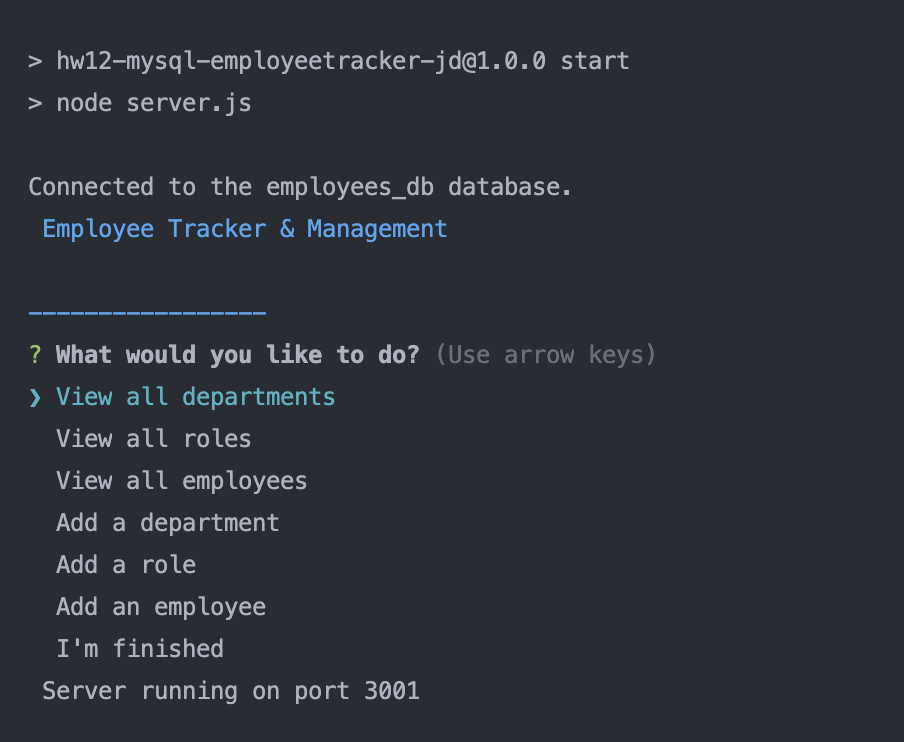 > hw12-mysql-employeetracker-jd@1.0.0 start
> node server.js
Connected to the employees_db database.
Employee Tracker & Management
-----------------
? What would you like to do? (Use arrow keys)
❯ View all departments
View all roles
View all employees
Add a department
Add a role
Add an employee
I'm finished
Server running on port 3001